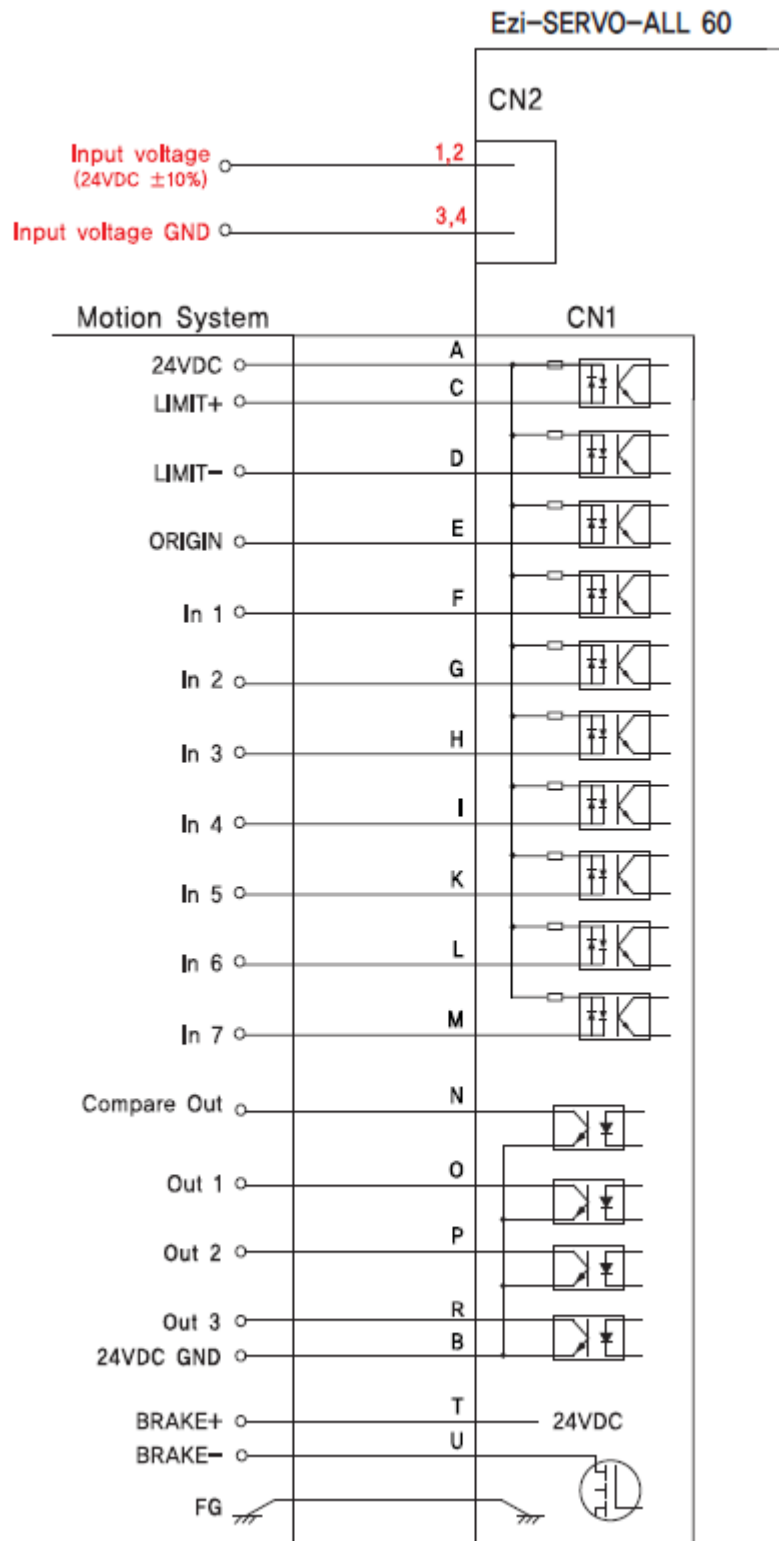 Ezi-SERVO-ALL 60
CN2
Input voltage 1,2
(24VDC ±10%)
Input voltage GND 3,4
Motion System CN1
24VDC A
LIMIT+ C
LIMIT- D
ORIGIN E
In 1 F
In 2 G
In 3 H
In 4 I
In 5 K
In 6 L
In 7 M
Compare Out N
Out 1 O
Out 2 P
Out 3 R
24VDC GND B
BRAKE+ T 24VDC
BRAKE- U
FG